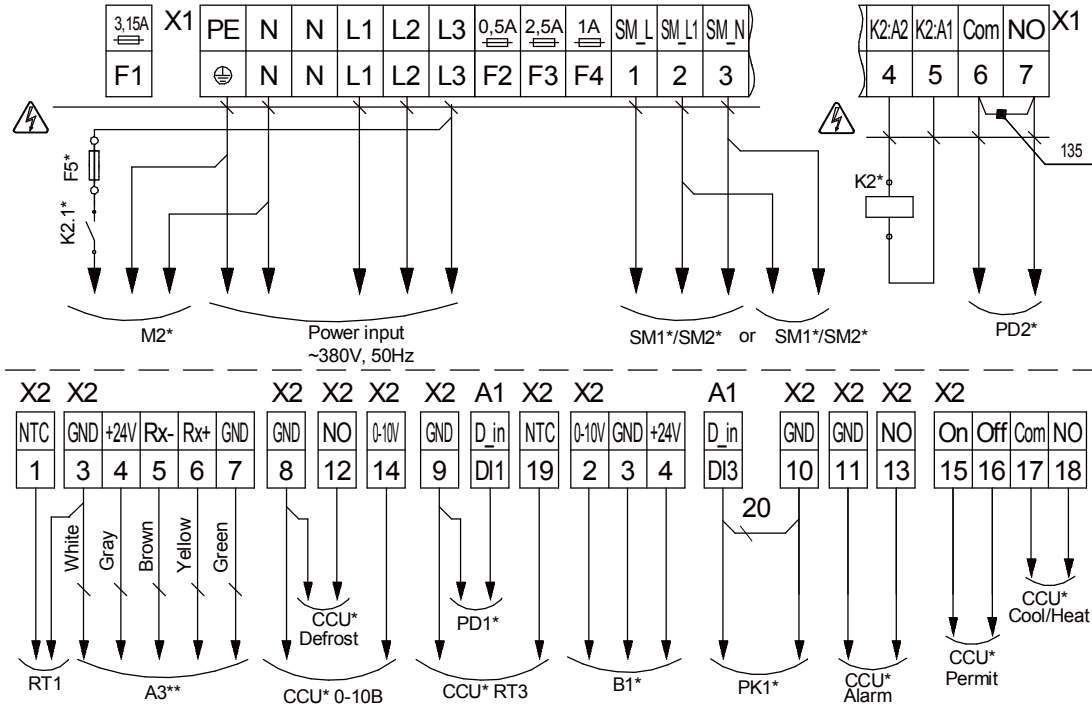 3,15A X1 PE N N L1 L2 L3 0,5A 2,5A 1A SM_L SM_L1 SM_N K2:A2 K2:A1 Com NO X1
F1 N N L1 L2 L3 F2 F3 F4 1 2 3 4 5 6 7
135
F5*
K2*
K2.1*
M2*
Power input
~380V, 50Hz
SM1*/SM2* or SM1*/SM2*
PD2*
X2 X2 X2 X2 X2 X2 A1 X2 X2 A1 X2 X2 X2 X2
NTC GND +24V Rx- Rx+ GND GND NO 0-10V GND D_in NTC 0-10V GND +24V D_in GND GND NO On Off Com NO
1 3 4 5 6 7 8 12 14 9 DI1 19 2 3 4 DI3 10 11 13 15 16 17 18
20
White Gray Brown Yellow Green
CCU*
Defrost
PD1*
CCU*
Cool/Heat
RT1
A3**
CCU* 0-10B
CCU* RT3
B1*
PK1*
CCU*
Alarm
CCU*
Permit